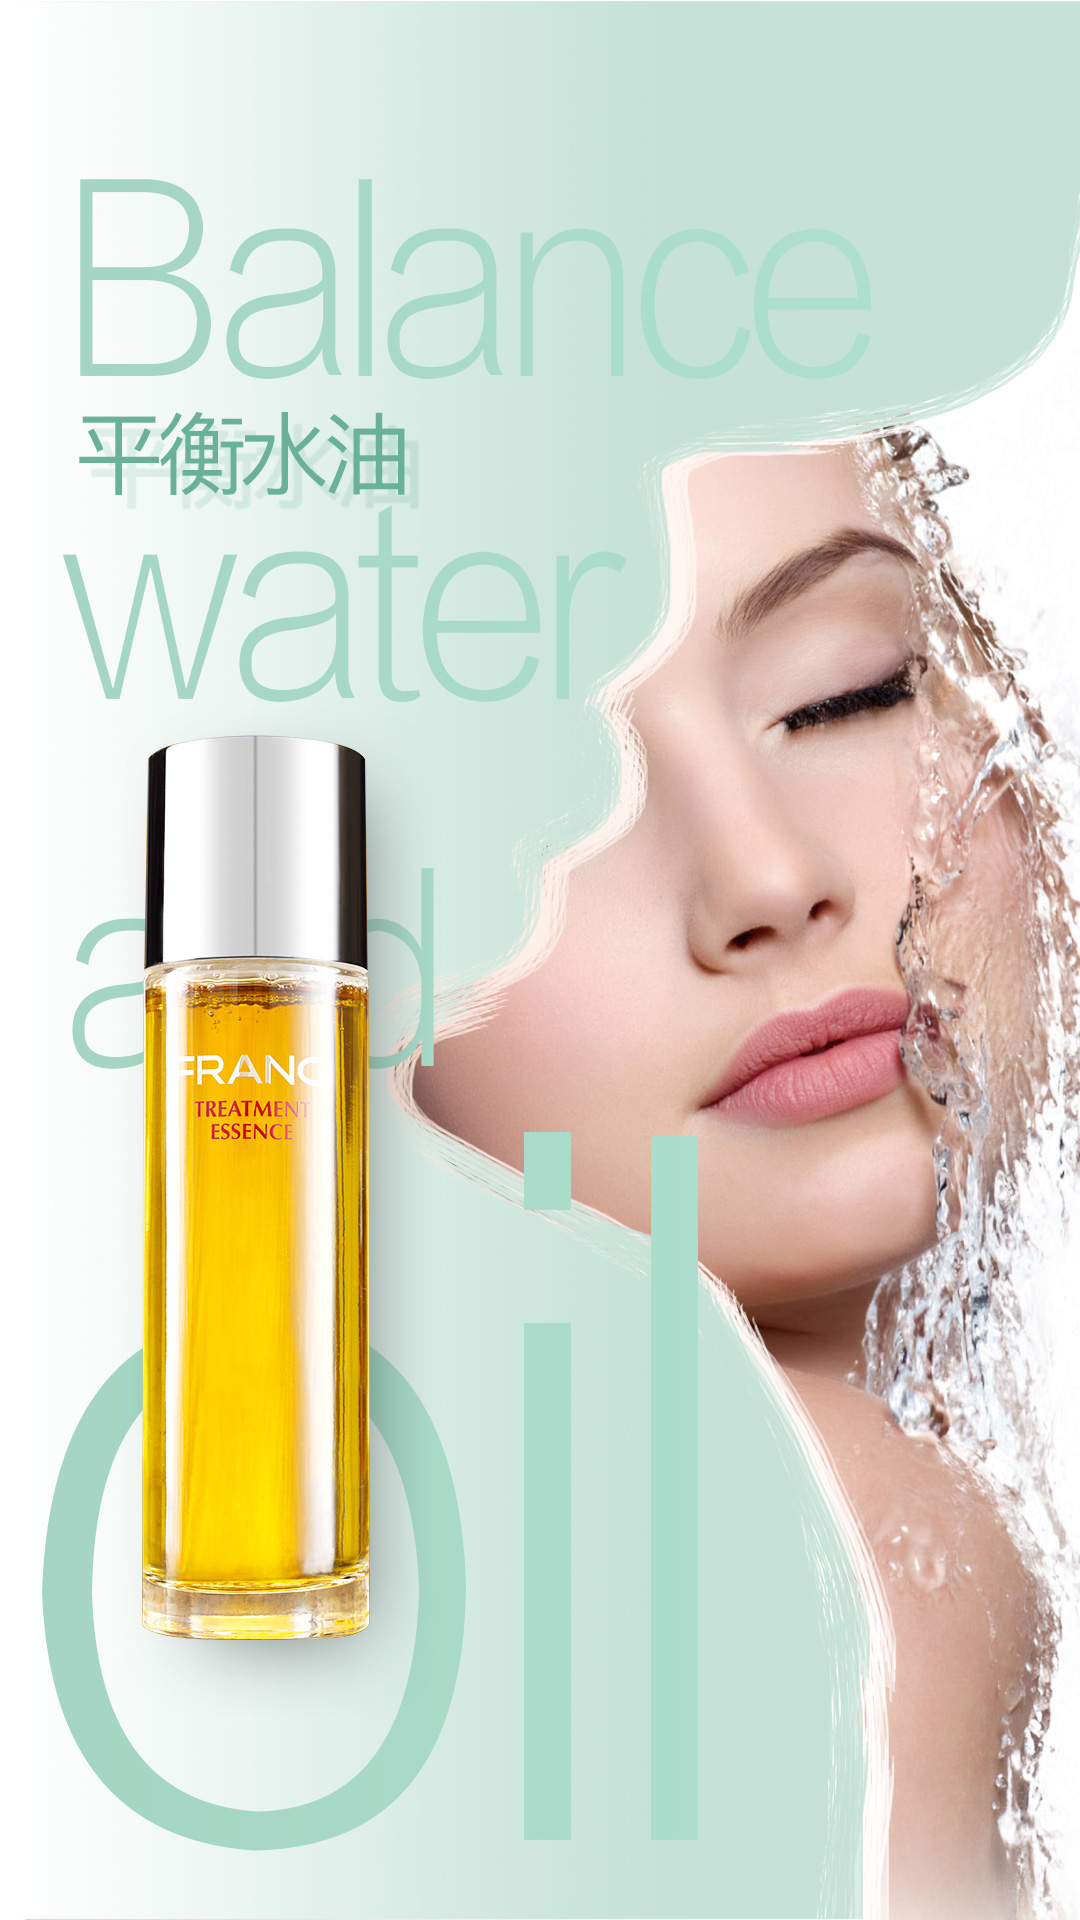 Balance
平衡水油
water
and
FRANC
TREATMENT
ESSENCE
oil